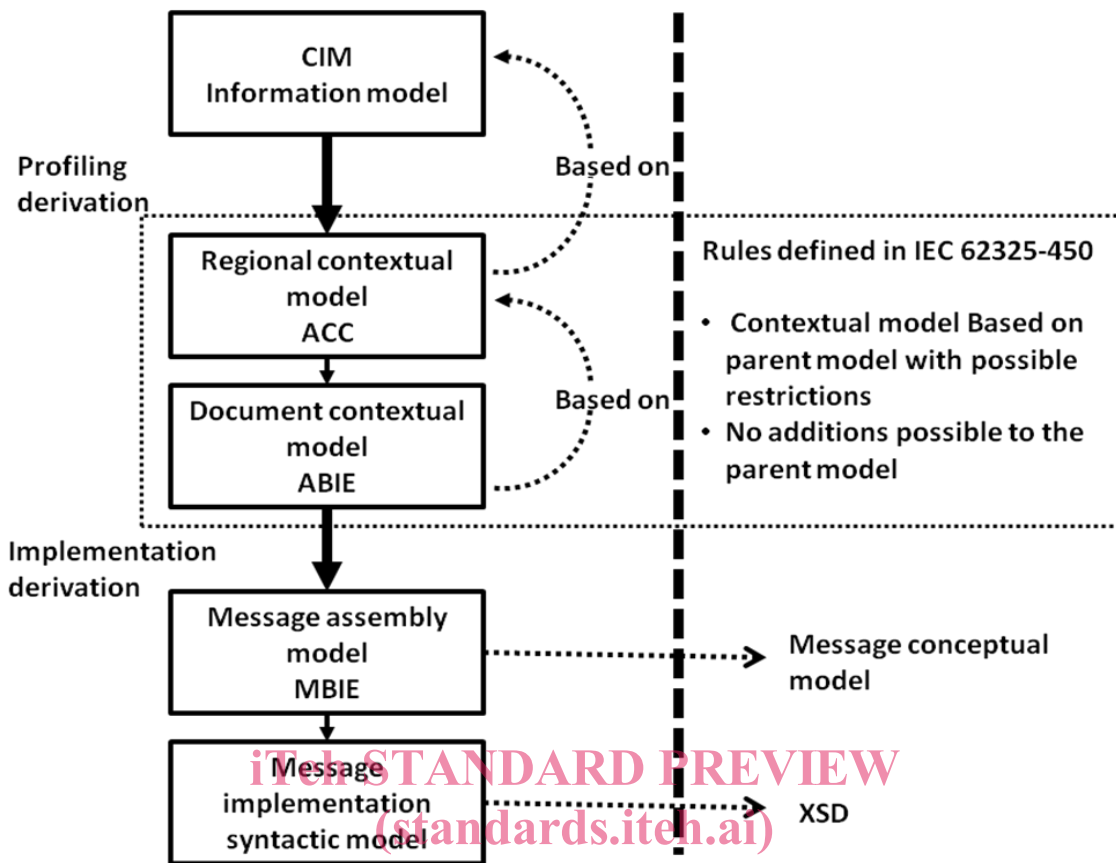 CIM
Information model
Profiling
derivation
Based on
Regional contextual
model
ACC
Rules defined in IEC 62325-450
• Contextual model Based on
parent model with possible
restrictions
• No additions possible to the
parent model
Document contextual
model
ABIE
Based on
Implementation
derivation
Message assembly
model
MBIE
Message conceptual
model
iTeh STANDARD PREVIEW
(standards.iteh.ai)
Message
implementation
syntactic model
XSD